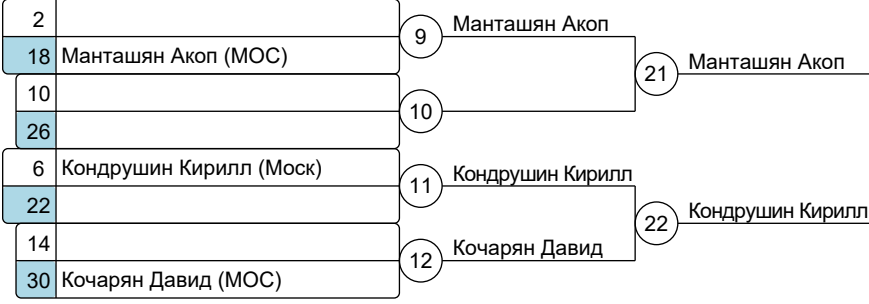 2
9 Манташян Акоп
18 Манташян Акоп (МОС)
21 Манташян Акоп
10
10
26
6 Кондрушин Кирилл (Моск)
11 Кондрушин Кирилл
22
22 Кондрушин Кирилл
14
12 Кочарян Давид
30 Кочарян Давид (МОС)